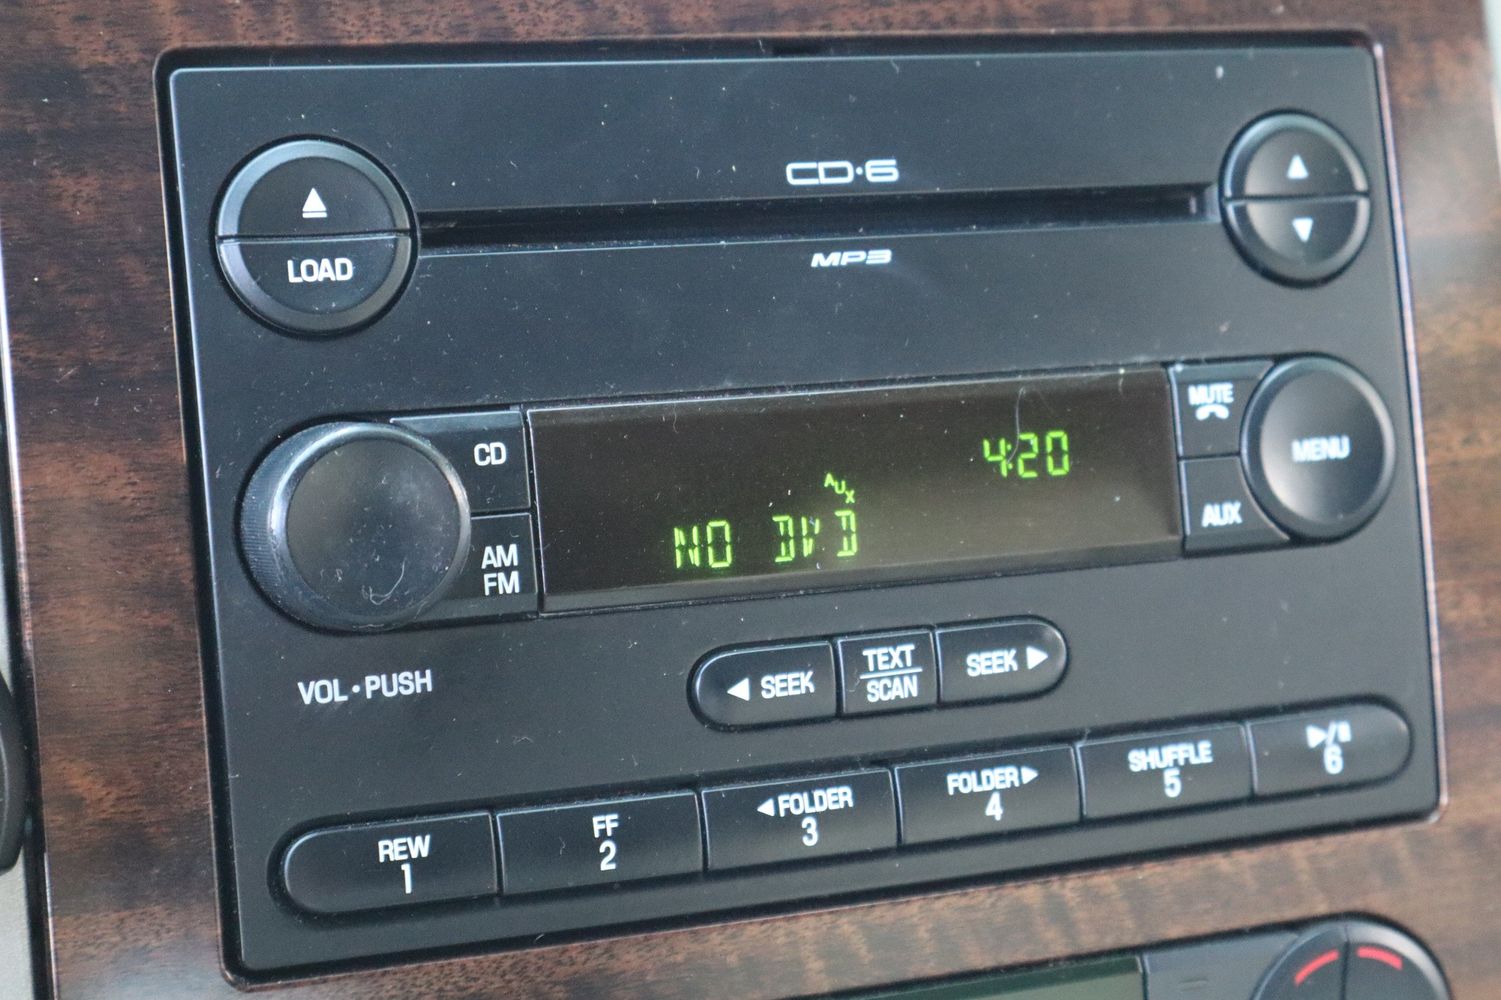 CD·6
LOAD
MP3
CD
AM
FM
4:20
AUX
NO DVD
MUTE
MENU
AUX
VOL·PUSH
SEEK
TEXT
SCAN
SEEK
REW
1
FF
2
FOLDER
3
FOLDER
4
SHUFFLE
5
6